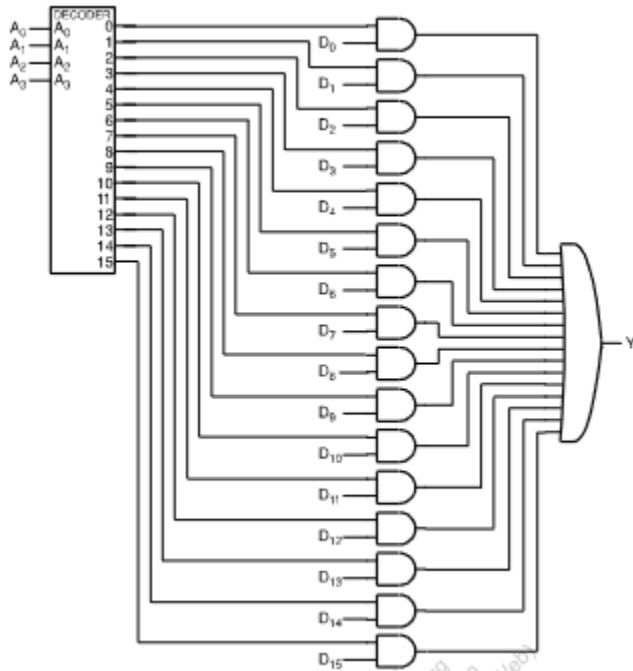 DECODER
A0 A0 0
A1 A1 1
A2 A2 2
A3 A3 3
4
5
6
7
8
9
10
11
12
13
14
15
D0
D1
D2
D3
D4
D5
D6
D7
D8
D9
D10
D11
D12
D13
D14
D15
Y